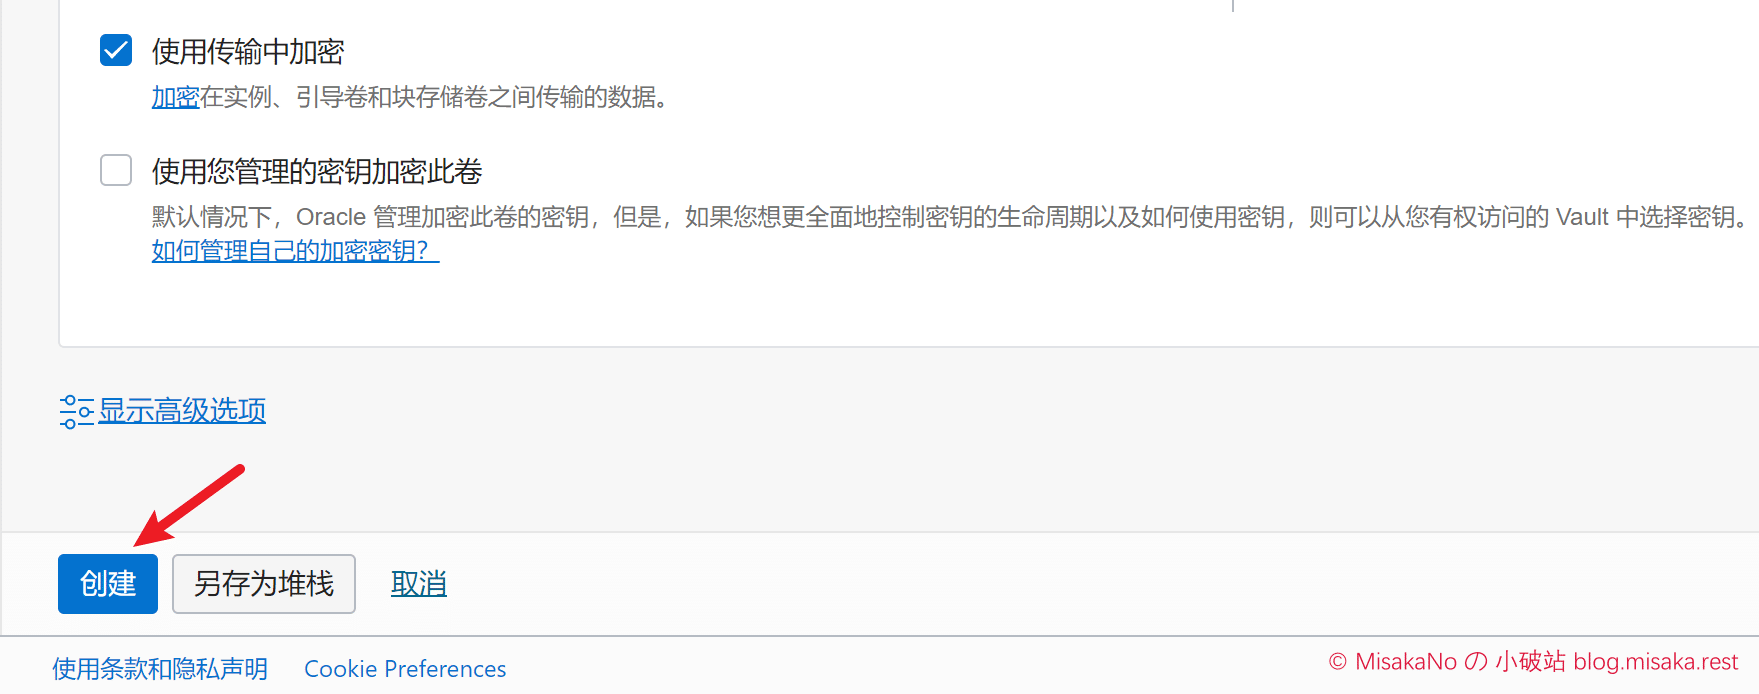 使用传输中加密
加密在实例、引导卷和块存储卷之间传输的数据。
使用您管理的密钥加密此卷
默认情况下，Oracle 管理加密此卷的密钥，但是，如果您想更全面地控制密钥的生命周期以及如何使用密钥，则可以从您有权访问的 Vault 中选择密钥。
如何管理自己的加密密钥？
显示高级选项
创建 另存为堆栈 取消
使用条款和隐私声明 Cookie Preferences
© MisakaNo の 小破站 blog.misaka.rest